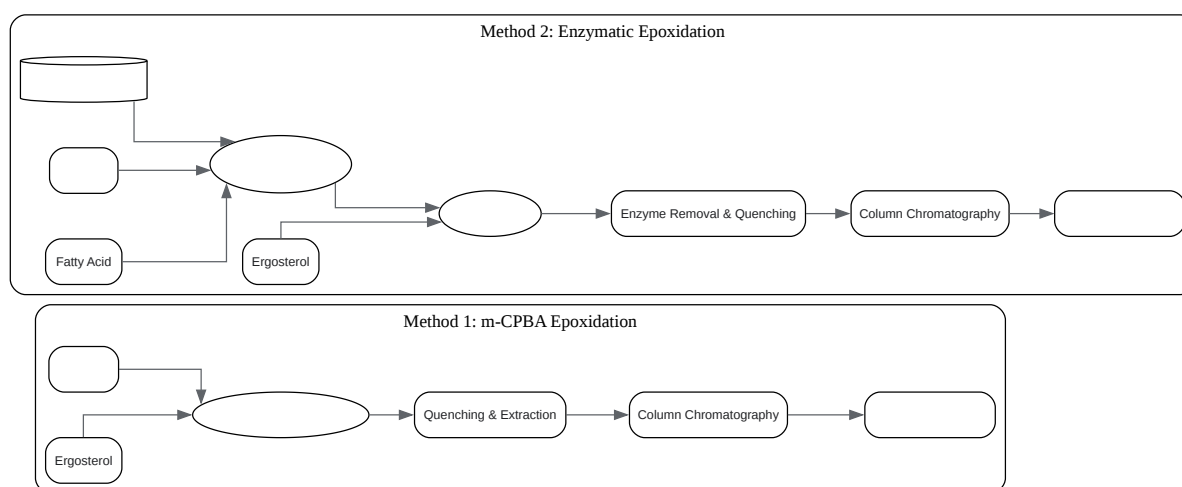 Method 2: Enzymatic Epoxidation
Fatty Acid
Ergosterol
Enzyme Removal & Quenching
Column Chromatography
Method 1: m-CPBA Epoxidation
Ergosterol
Quenching & Extraction
Column Chromatography